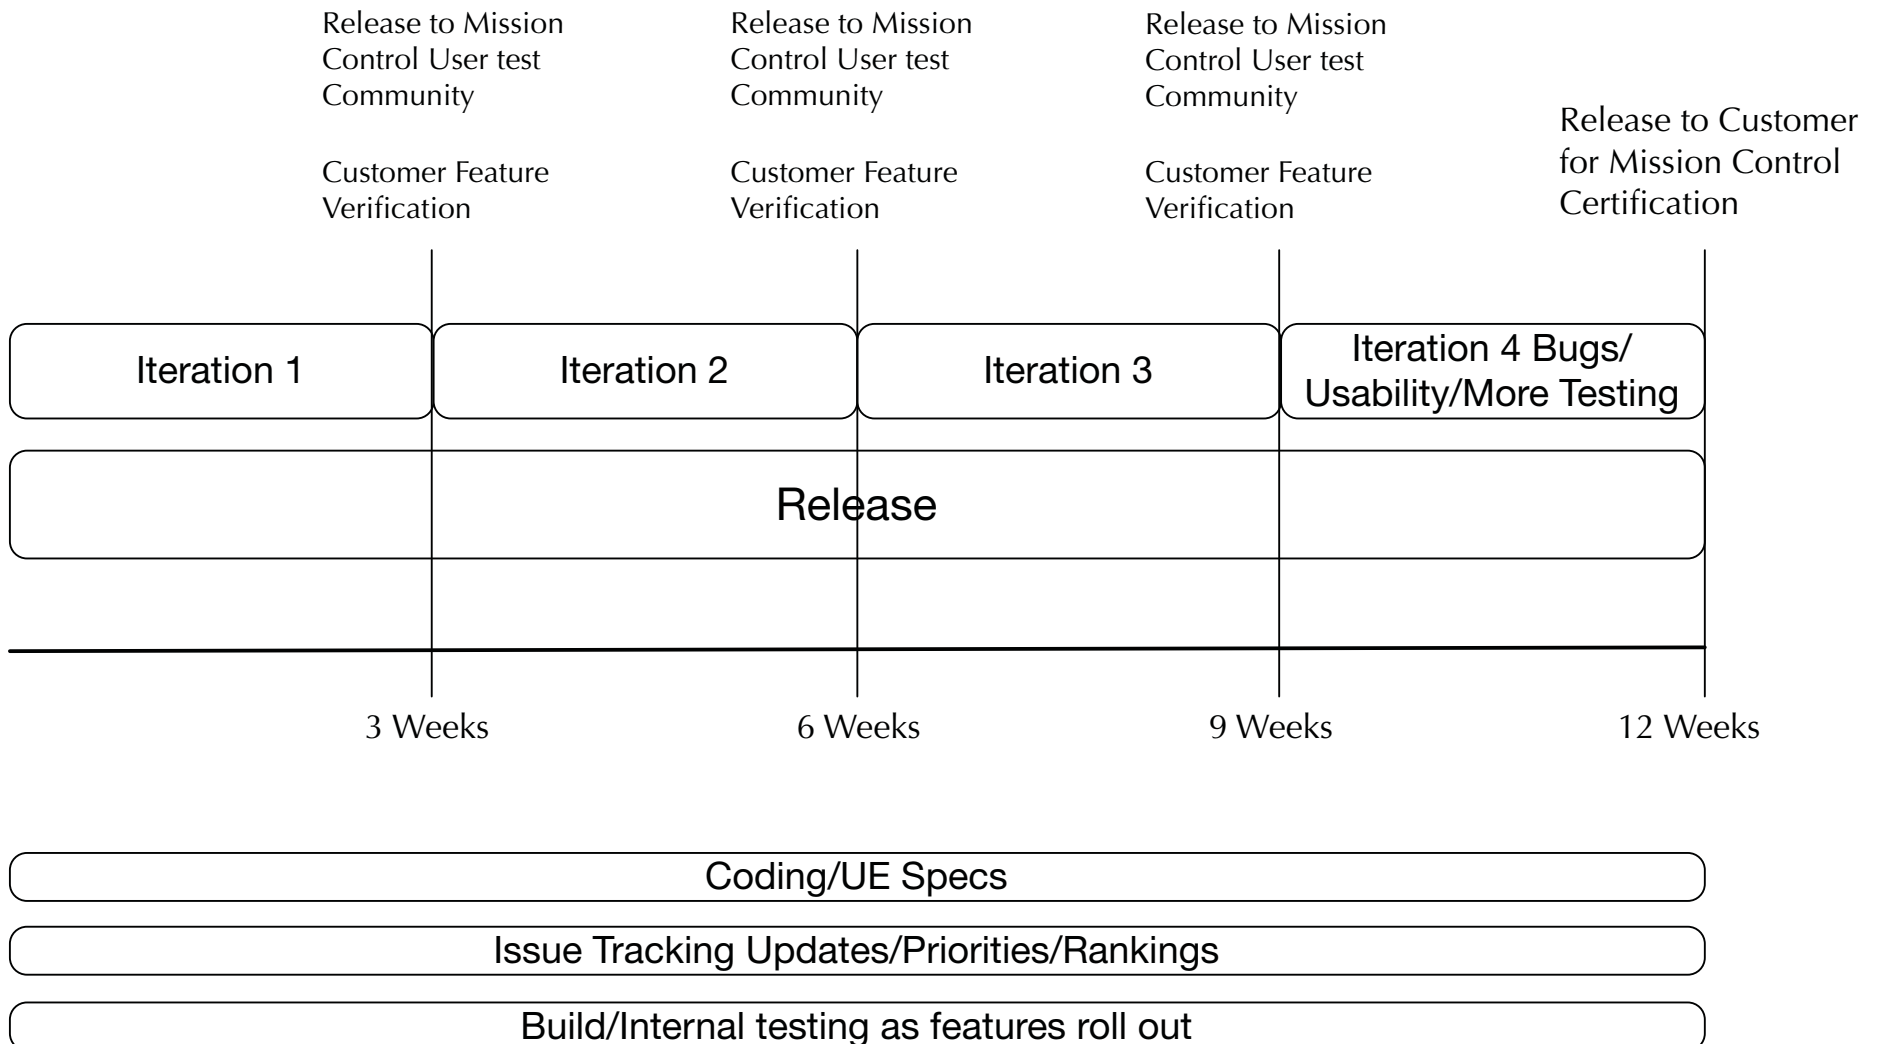 Release to Mission
Control User test
Community
Customer Feature
Verification
Release to Mission
Control User test
Community
Customer Feature
Verification
Release to Mission
Control User test
Community
Customer Feature
Verification
Release to Customer
for Mission Control
Certification
Iteration 1
Iteration 2
Iteration 3
Iteration 4 Bugs/
Usability/More Testing
Release
3 Weeks
6 Weeks
9 Weeks
12 Weeks
Coding/UE Specs
Issue Tracking Updates/Priorities/Rankings
Build/Internal testing as features roll out